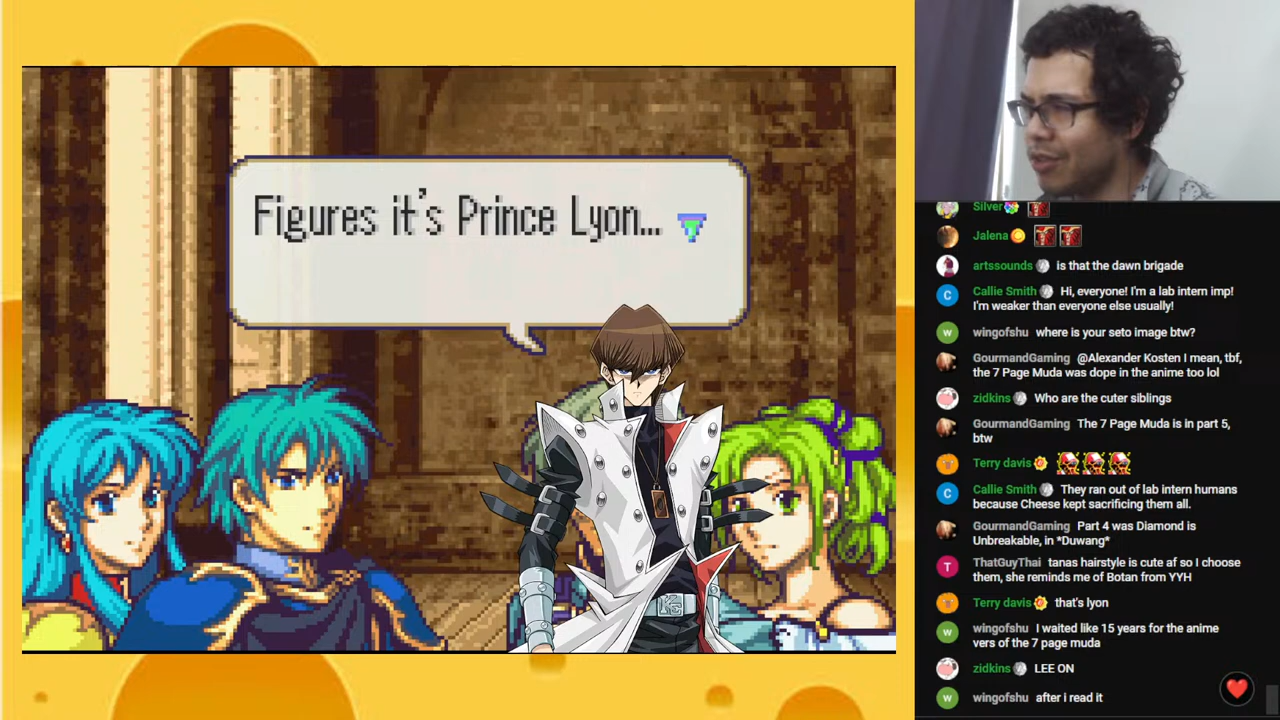 Figures it's Prince Lyon...
KC
Silver
Jalena
artssounds is that the dawn brigade
Callie Smith Hi, everyone! I'm a lab intern imp!
I'm weaker than everyone else usually!
wingofshu where is your seto image btw?
GourmandGaming @Alexander Kosten I mean, tbf,
the 7 Page Muda was dope in the anime too lol
zidkins Who are the cuter siblings
GourmandGaming The 7 Page Muda is in part 5,
btw
Terry davis
Callie Smith They ran out of lab intern humans
because Cheese kept sacrificing them all.
GourmandGaming Part 4 was Diamond is
Unbreakable, in *Duwang*
ThatGuyThai tanas hairstyle is cute af so I choose
them, she reminds me of Botan from YYH
Terry davis that's lyon
wingofshu I waited like 15 years for the anime
vers of the 7 page muda
zidkins LEE ON
wingofshu after i read it